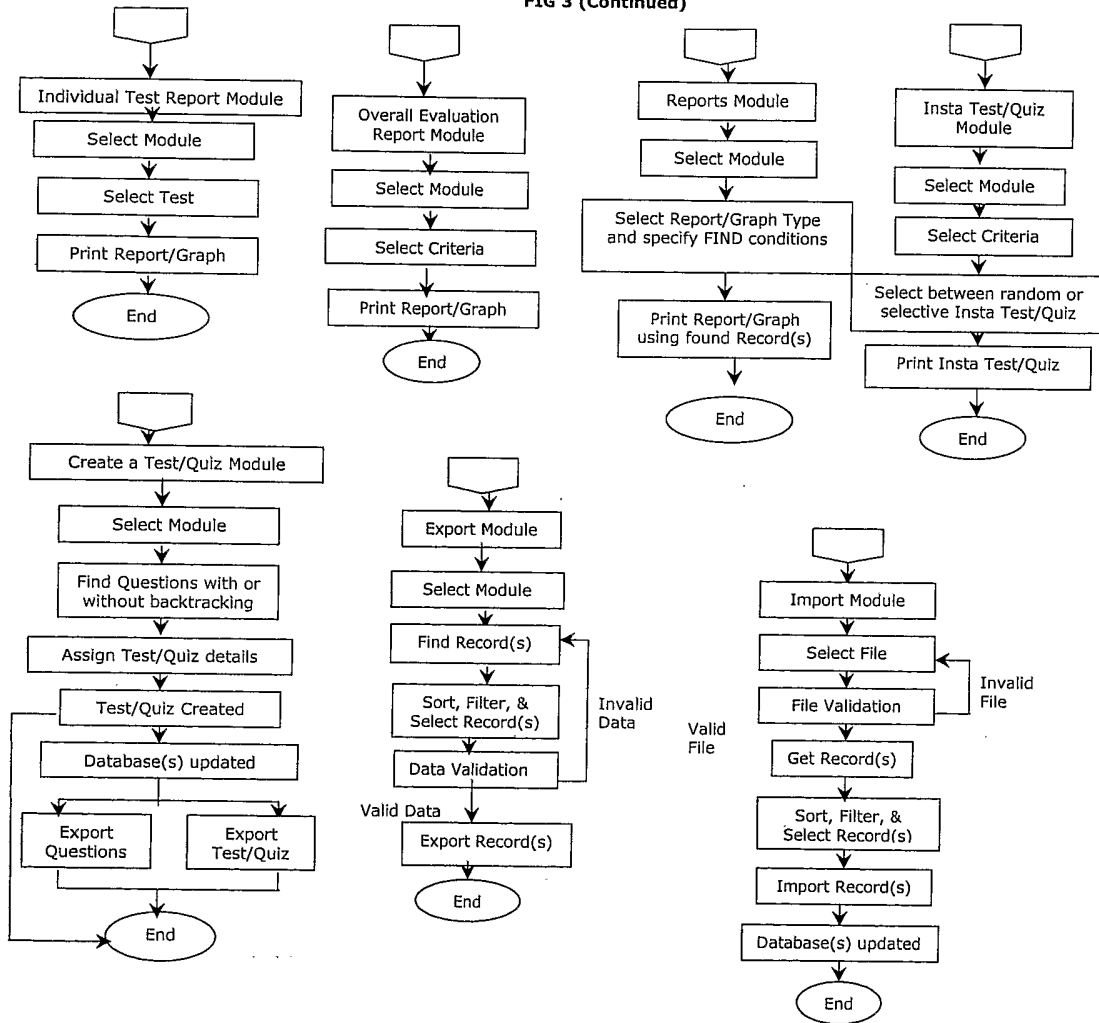 FIG 3 (Continued)
Individual Test Report Module
Select Module
Select Test
Print Report/Graph
End
Overall Evaluation
Report Module
Select Module
Select Criteria
Print Report/Graph
End
Reports Module
Select Module
Select Report/Graph Type
and specify FIND conditions
Print Report/Graph
using found Record(s)
End
Insta Test/Quiz
Module
Select Module
Select Criteria
Select between random or
selective Insta Test/Quiz
Print Insta Test/Quiz
End
Create a Test/Quiz Module
Select Module
Find Questions with or
without backtracking
Assign Test/Quiz details
Test/Quiz Created
Database(s) updated
Export
Questions
Export
Test/Quiz
End
Export Module
Select Module
Find Record(s)
Sort, Filter, &
Select Record(s)
Invalid
Data
Data Validation
Valid Data
Export Record(s)
End
Import Module
Select File
Invalid
File
File Validation
Valid
File
Get Record(s)
Sort, Filter, &
Select Record(s)
Import Record(s)
Database(s) updated
End